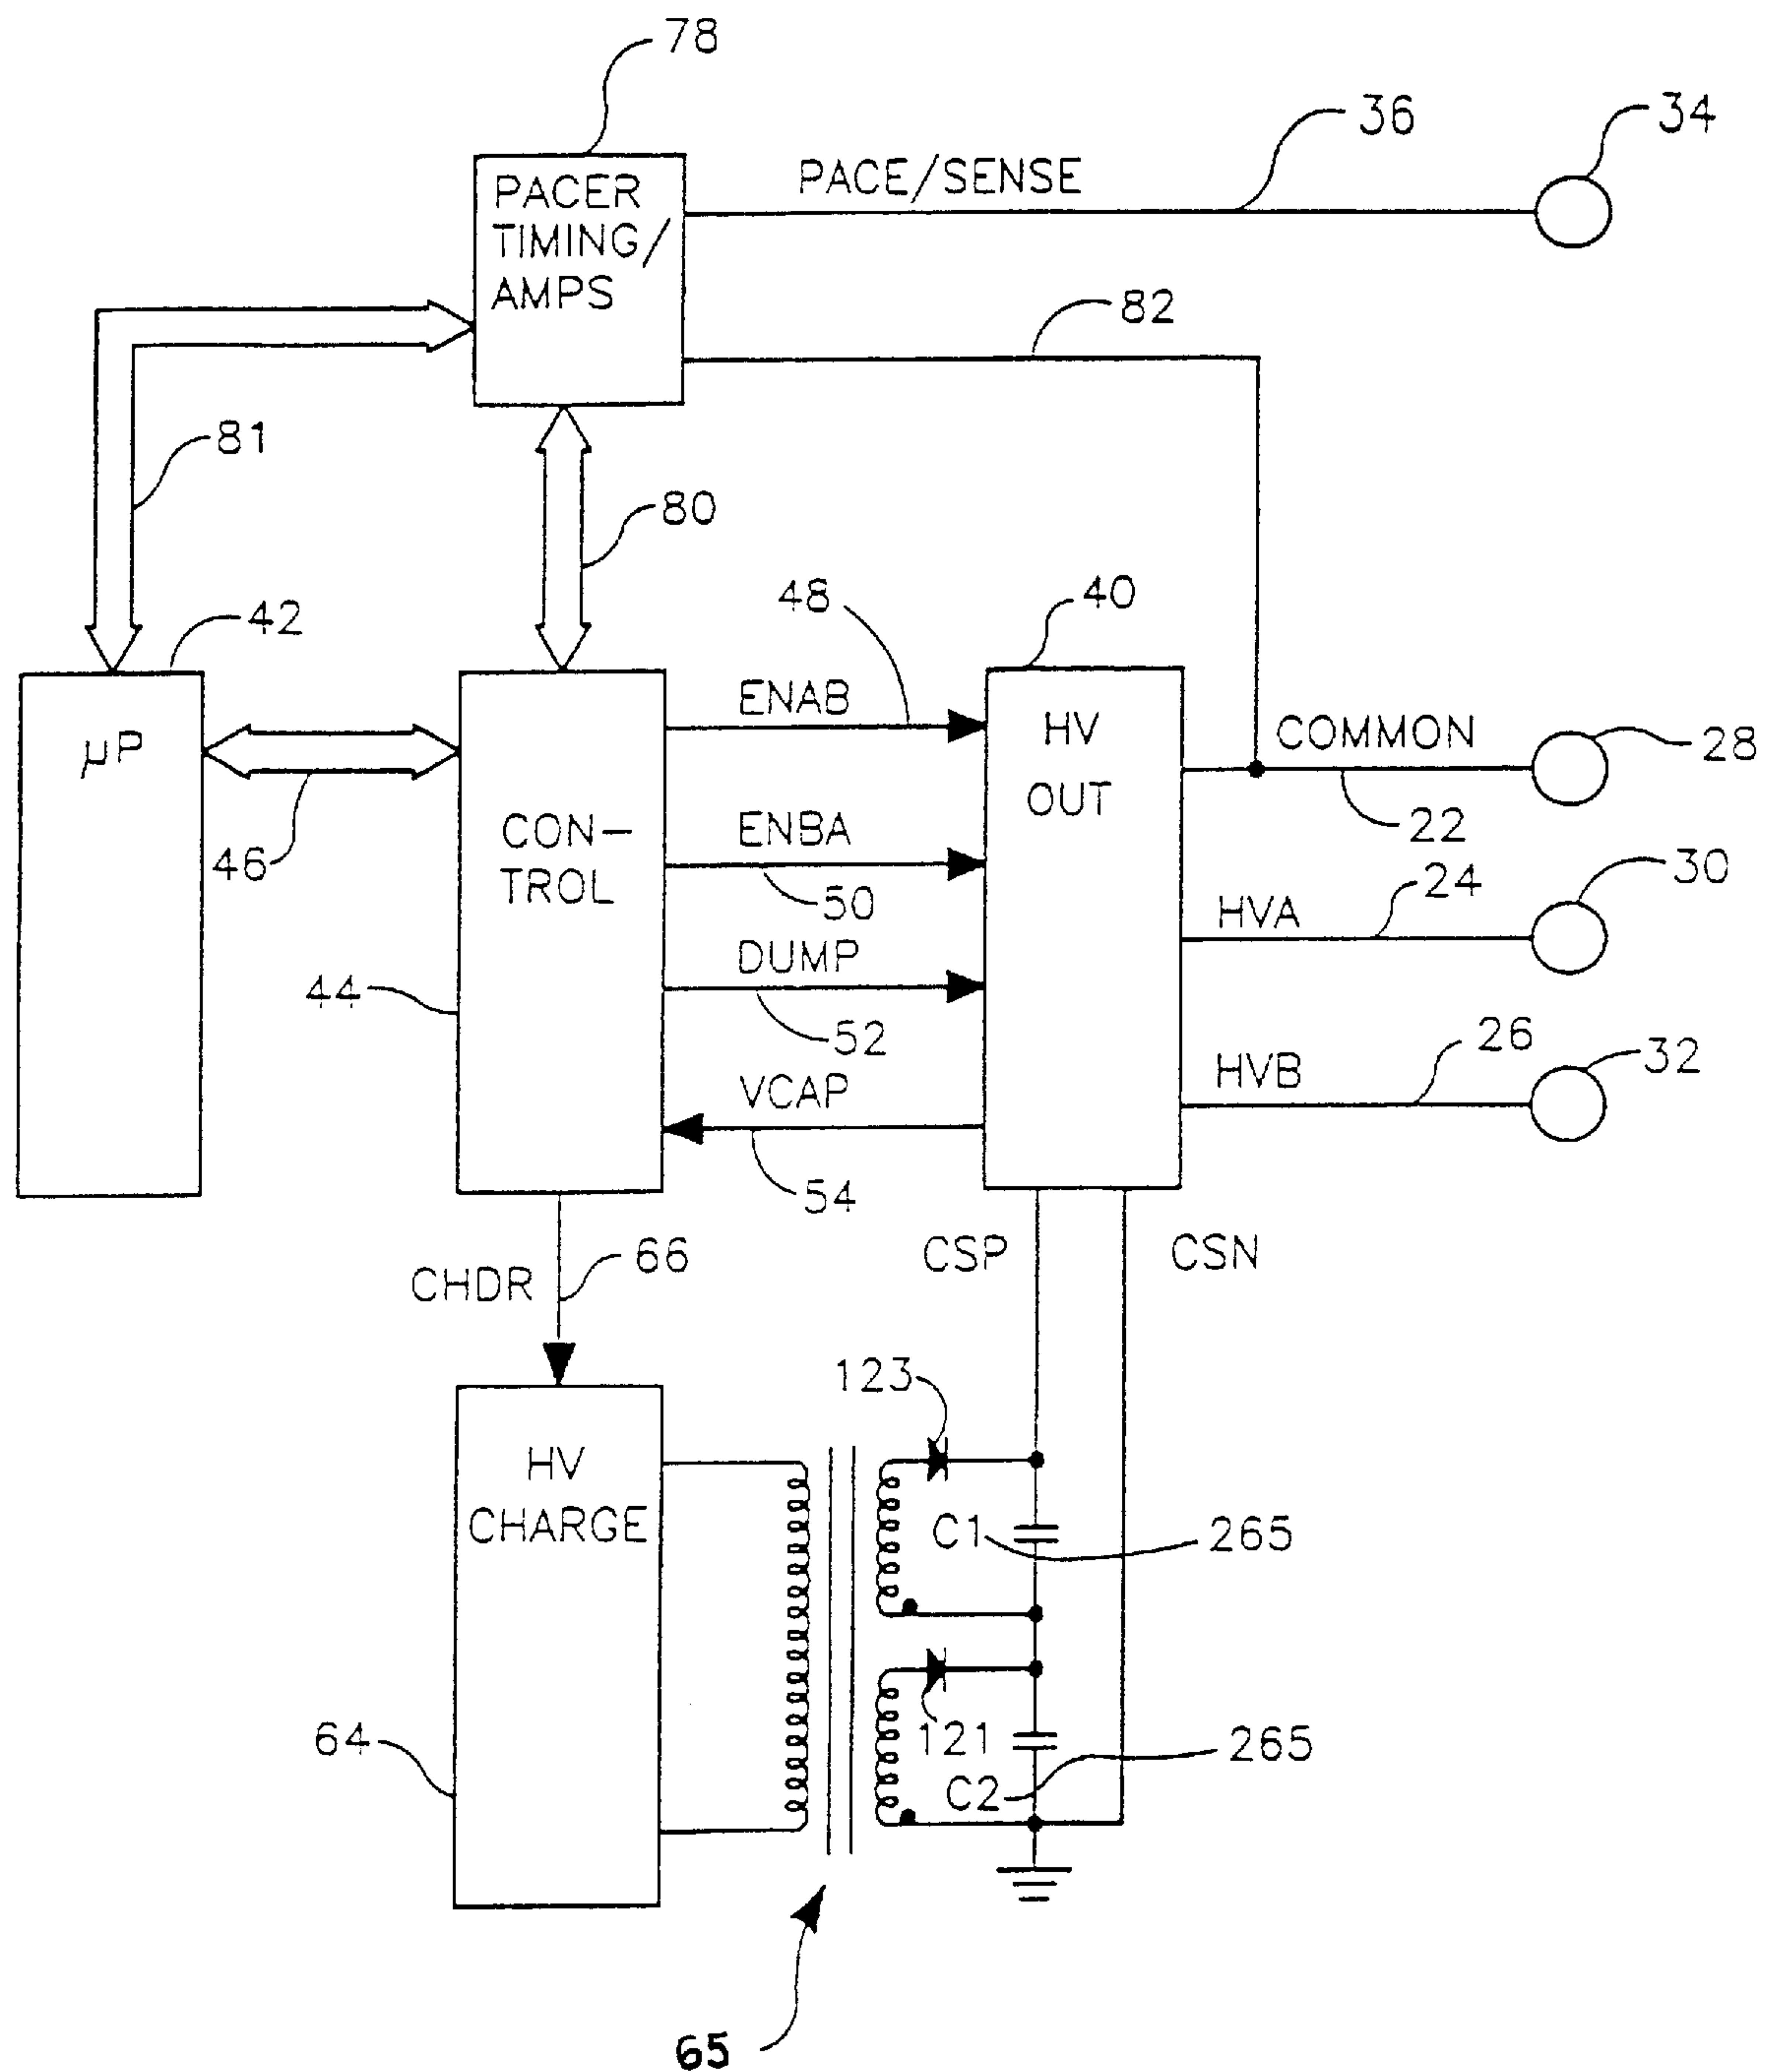 78
36
34
PACE/SENSE
PACER
TIMING/
AMPS
82
81
80
42
48
40
ENAB
28
µP
HV
OUT
COMMON
22
46
CON-
TROL
ENBA
50
30
HVA
24
44
DUMP
52
26
32
HVB
VCAP
54
CSP
CSN
CHDR
66
123
HV
CHARGE
C1
265
64
121
265
C2
65